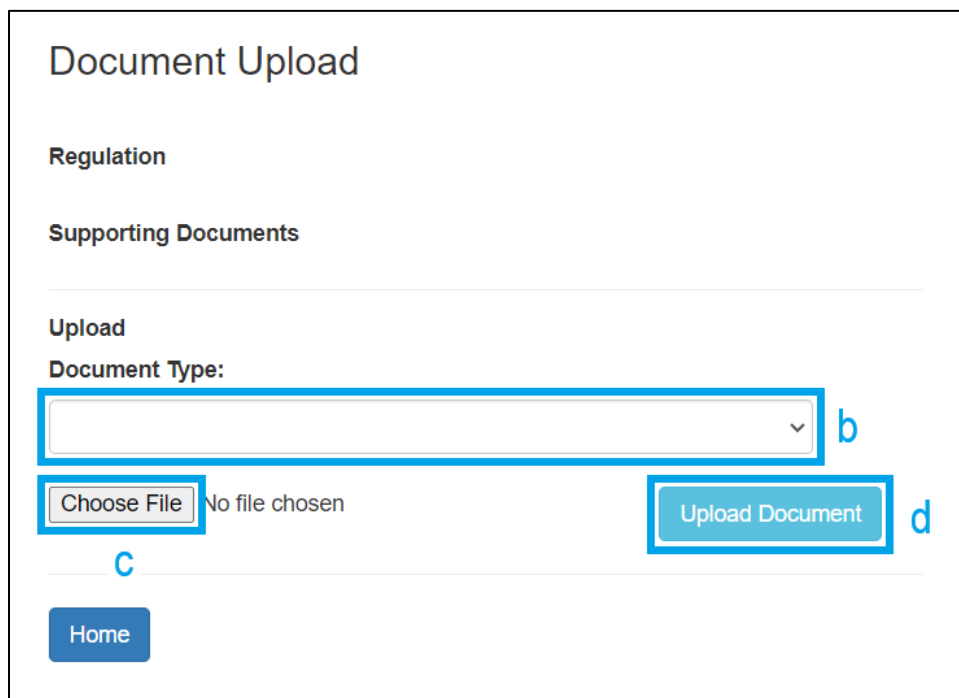 Document Upload
Regulation
Supporting Documents
Upload
Document Type:
b
Choose File No file chosen Upload Document d
c
Home